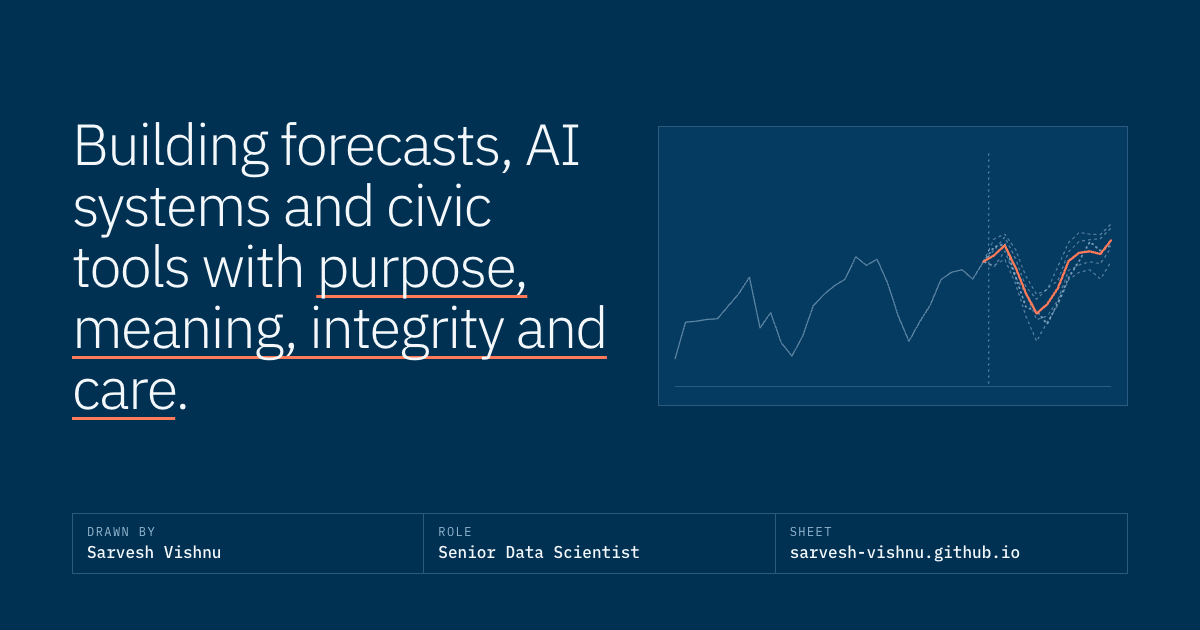 Building forecasts, AI
systems and civic
tools with purpose,
meaning, integrity and
care.
DRAWN BY
Sarvesh Vishnu
ROLE
Senior Data Scientist
SHEET
sarvesh-vishnu.github.io